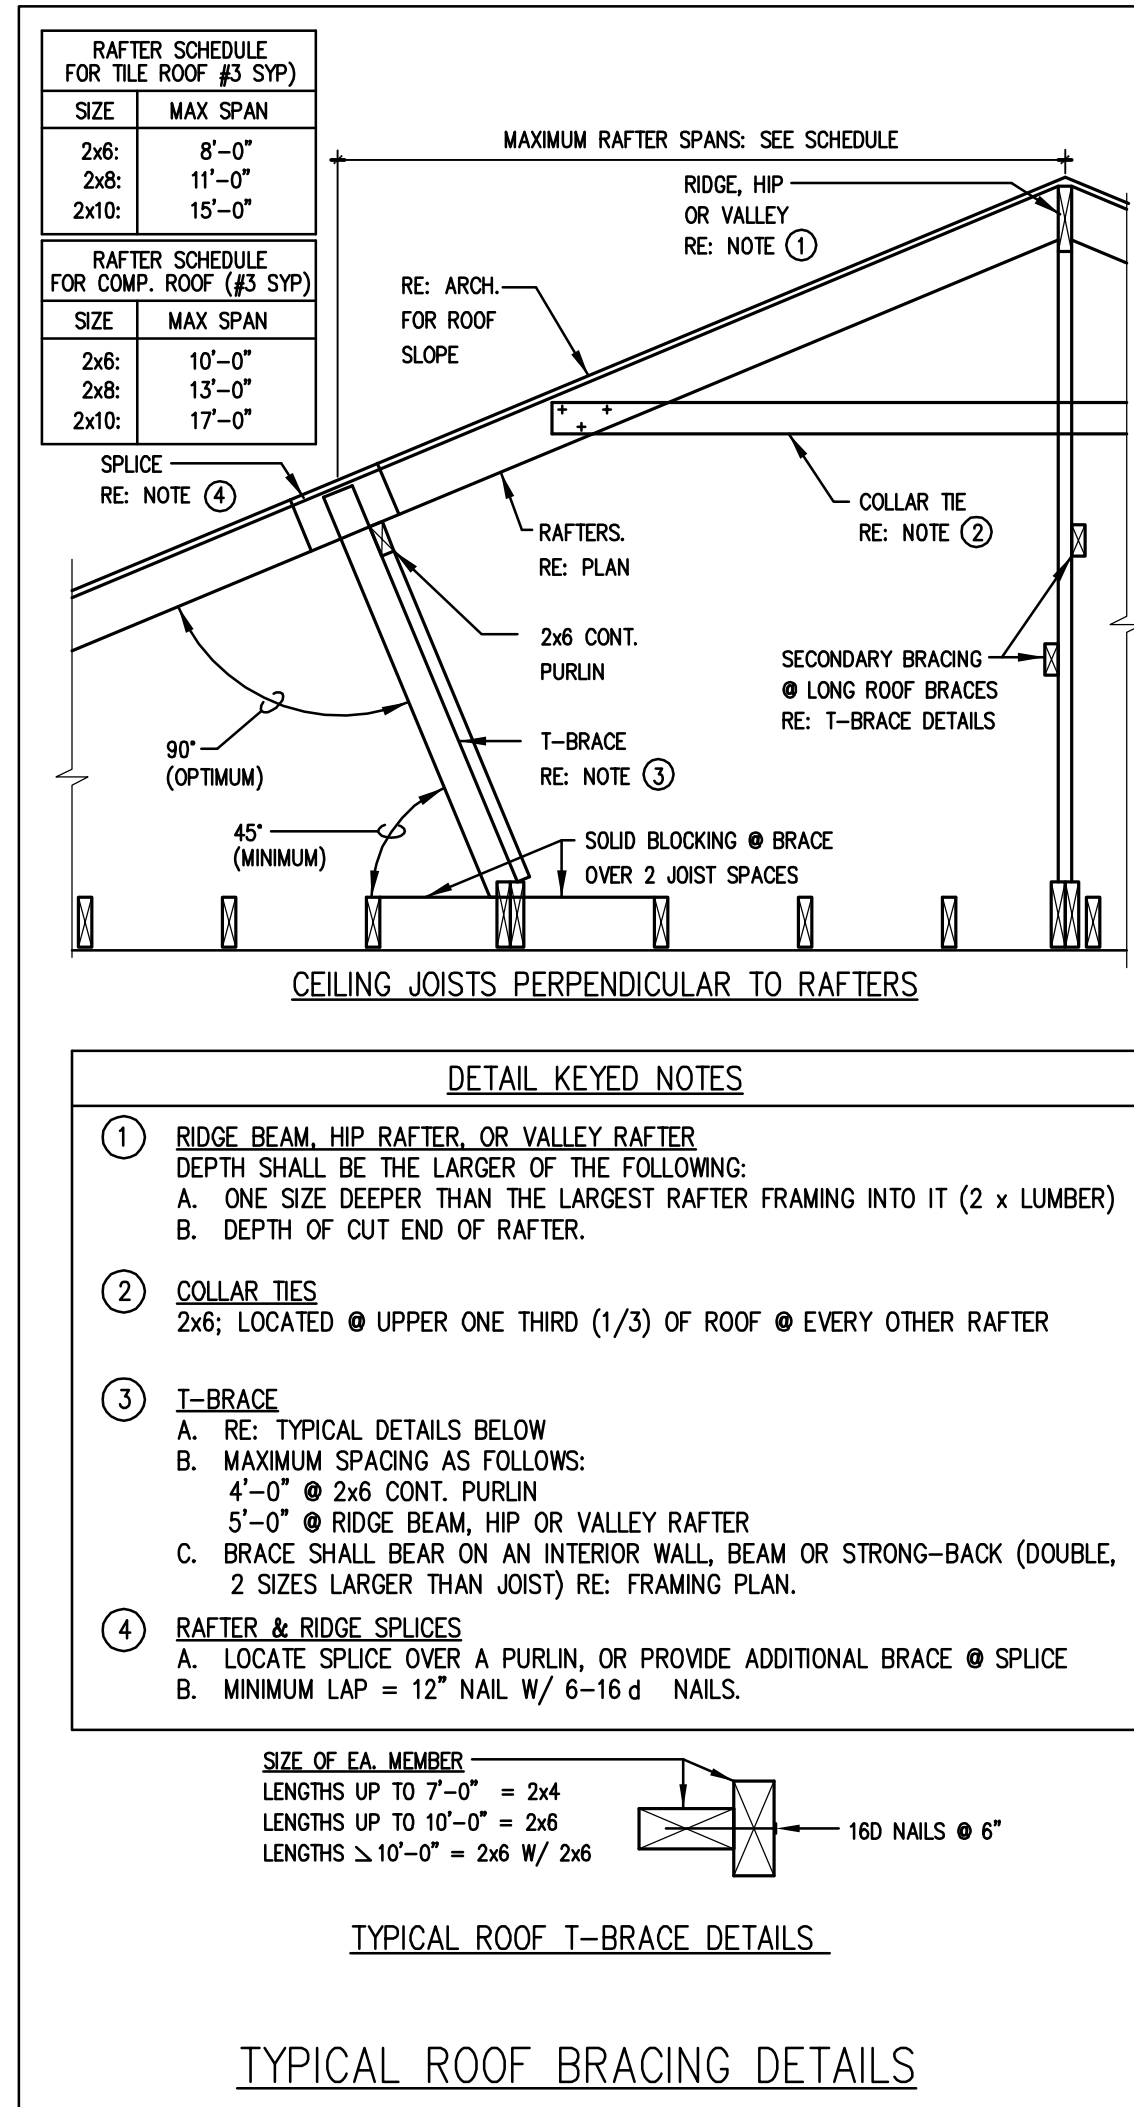 RAFTER SCHEDULE
FOR TILE ROOF #3 SYP)
SIZE MAX SPAN
2x6: 8'-0"
2x8: 11'-0"
2x10: 15'-0"
RAFTER SCHEDULE
FOR COMP. ROOF (#3 SYP)
SIZE MAX SPAN
2x6: 10'-0"
2x8: 13'-0"
2x10: 17'-0"
MAXIMUM RAFTER SPANS: SEE SCHEDULE
RIDGE, HIP
OR VALLEY
RE: NOTE 1
RE: ARCH.
FOR ROOF
SLOPE
SPLICE
RE: NOTE 4
COLLAR TIE
RE: NOTE 2
RAFTERS.
RE: PLAN
2x6 CONT.
PURLIN
SECONDARY BRACING
@ LONG ROOF BRACES
RE: T-BRACE DETAILS
T-BRACE
RE: NOTE 3
90°
(OPTIMUM)
45°
(MINIMUM)
SOLID BLOCKING @ BRACE
OVER 2 JOIST SPACES
CEILING JOISTS PERPENDICULAR TO RAFTERS
DETAIL KEYED NOTES
1 RIDGE BEAM, HIP RAFTER, OR VALLEY RAFTER
DEPTH SHALL BE THE LARGER OF THE FOLLOWING:
A. ONE SIZE DEEPER THAN THE LARGEST RAFTER FRAMING INTO IT (2 x LUMBER)
B. DEPTH OF CUT END OF RAFTER.
2 COLLAR TIES
2x6; LOCATED @ UPPER ONE THIRD (1/3) OF ROOF @ EVERY OTHER RAFTER
3 T-BRACE
A. RE: TYPICAL DETAILS BELOW
B. MAXIMUM SPACING AS FOLLOWS:
4'-0" @ 2x6 CONT. PURLIN
5'-0" @ RIDGE BEAM, HIP OR VALLEY RAFTER
C. BRACE SHALL BEAR ON AN INTERIOR WALL, BEAM OR STRONG-BACK (DOUBLE,
2 SIZES LARGER THAN JOIST) RE: FRAMING PLAN.
4 RAFTER & RIDGE SPLICES
A. LOCATE SPLICE OVER A PURLIN, OR PROVIDE ADDITIONAL BRACE @ SPLICE
B. MINIMUM LAP = 12" NAIL W/ 6-16 d NAILS.
SIZE OF EA. MEMBER
LENGTHS UP TO 7'-0" = 2x4
LENGTHS UP TO 10'-0" = 2x6
LENGTHS > 10'-0" = 2x6 W/ 2x6
16D NAILS @ 6"
TYPICAL ROOF T-BRACE DETAILS
TYPICAL ROOF BRACING DETAILS